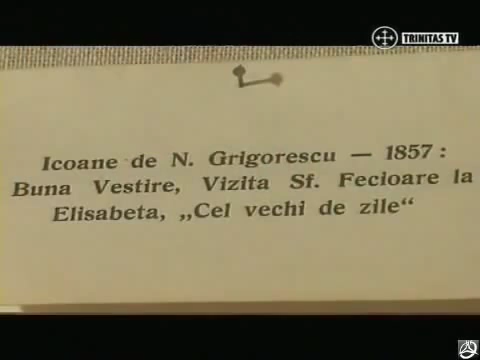 TRINITAS TV
Icoane de N. Grigorescu — 1857 :
Buna Vestire, Vizita Sf. Fecioare la
Elisabeta, „Cel vechi de zile“